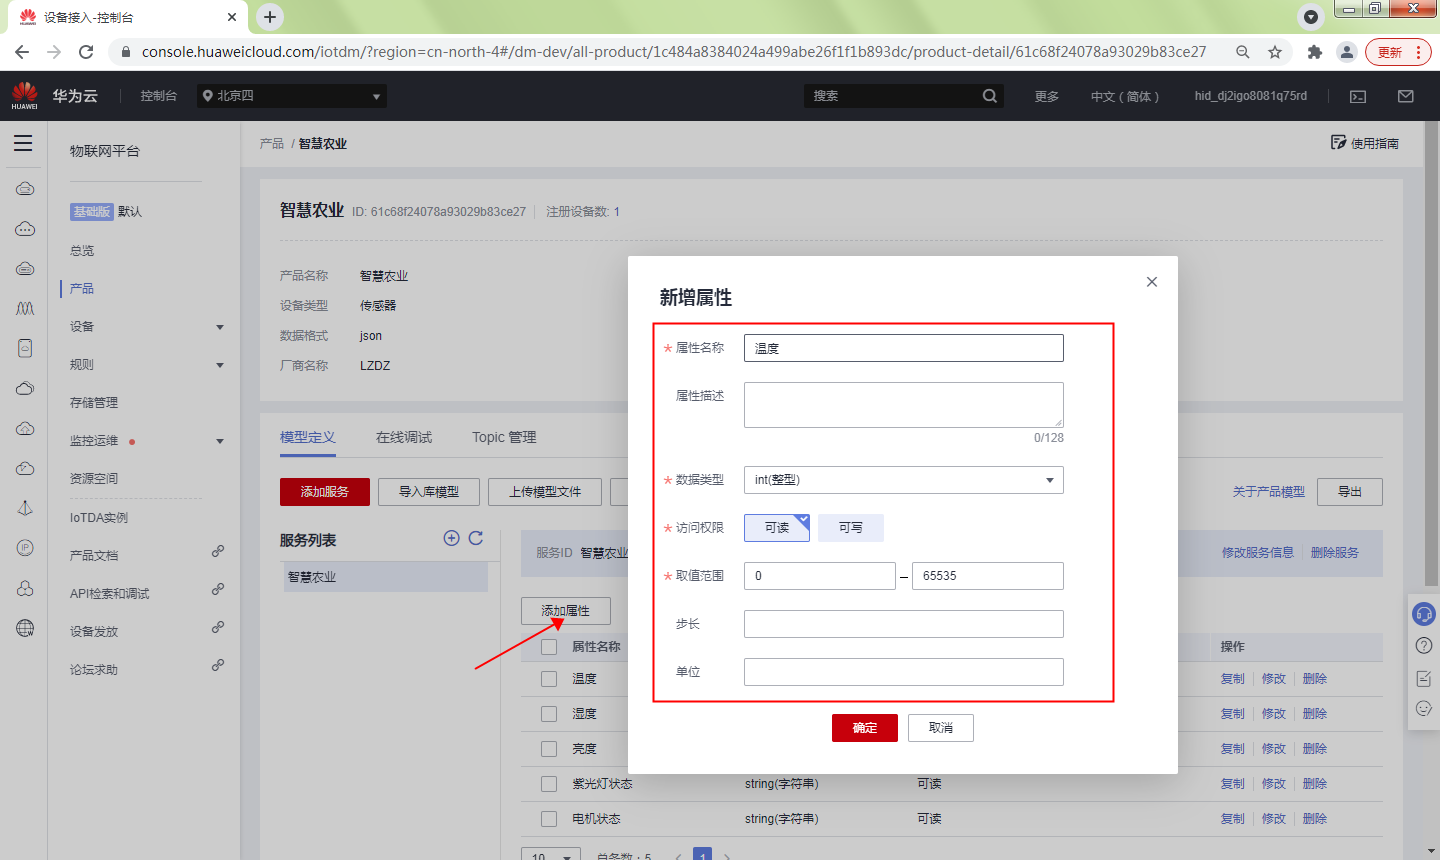 设备接入-控制台
console.huaweicloud.com/iotdm/?region=cn-north-4#/dm-dev/all-product/1c484a8384024a499abe26f1f1b893dc/product-detail/61c68f24078a93029b83ce27
更新
HUAWEI
华为云
控制台
北京四
搜索
更多
中文（简体）
hid_dj2igo8081q75rd
物联网平台
产品 / 智慧农业
使用指南
基础版 默认
总览
产品
设备
规则
存储管理
监控运维
资源空间
IoTDA实例
产品文档
API检索和调试
设备发放
论坛求助
IP
智慧农业 ID: 61c68f24078a93029b83ce27 注册设备数: 1
产品名称 智慧农业
设备类型 传感器
数据格式 json
厂商名称 LZDZ
模型定义 在线调试 Topic 管理
添加服务 导入库模型 上传模型文件
关于产品模型 导出
服务列表
智慧农业
服务ID 智慧农业
修改服务信息 删除服务
添加属性
属性名称 操作
温度 复制 修改 删除
湿度 复制 修改 删除
亮度 复制 修改 删除
紫光灯状态 string(字符串) 可读 复制 修改 删除
电机状态 string(字符串) 可读 复制 修改 删除
10 总条数：5 1
新增属性
* 属性名称 温度
属性描述
0/128
* 数据类型 int(整型)
* 访问权限 可读 可写
* 取值范围 0 – 65535
步长
单位
确定 取消